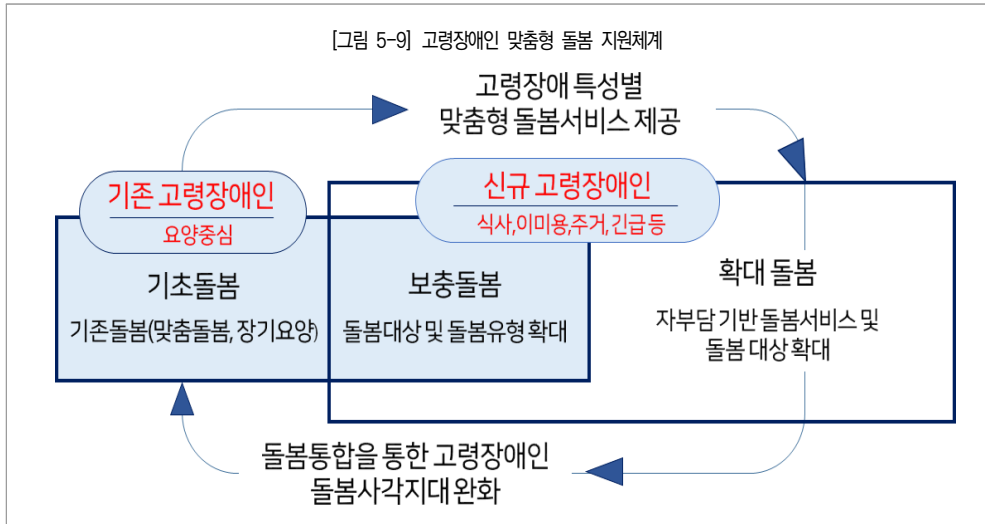 [그림 5-9] 고령장애인 맞춤형 돌봄 지원체계
고령장애 특성별
맞춤형 돌봄서비스 제공
기존 고령장애인
요양중심
신규 고령장애인
식사,이미용,주거,긴급 등
기초돌봄
기존돌봄(맞춤돌봄, 장기요양)
보충돌봄
돌봄대상 및 돌봄유형 확대
확대 돌봄
자부담 기반 돌봄서비스 및
돌봄 대상 확대
돌봄통합을 통한 고령장애인
돌봄사각지대 완화